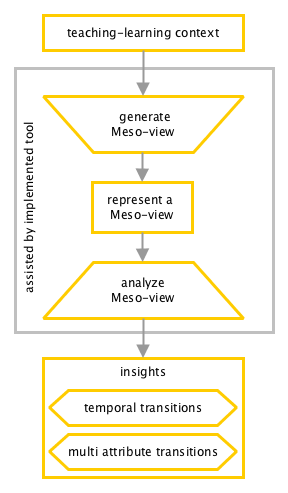 teaching-learning context
assisted by implemented tool
generate
Meso-view
represent a
Meso-view
analyze
Meso-view
insights
temporal transitions
multi attribute transitions